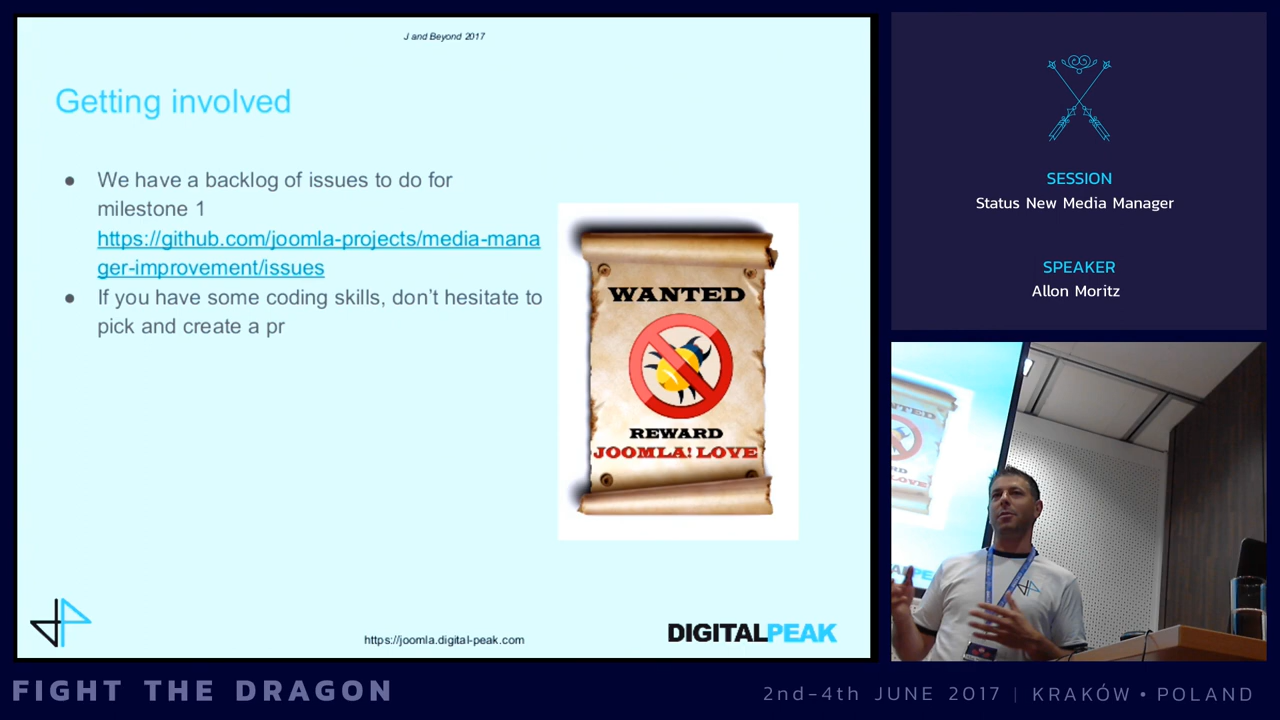 J and Beyond 2017
Getting involved
● We have a backlog of issues to do for
milestone 1
https://github.com/joomla-projects/media-mana
ger-improvement/issues
● If you have some coding skills, don’t hesitate to
pick and create a pr
WANTED
REWARD
JOOMLA! LOVE
https://joomla.digital-peak.com
DIGITALPEAK
SESSION
Status New Media Manager
SPEAKER
Allon Moritz
FIGHT THE DRAGON
2nd-4th JUNE 2017 | KRAKÓW • POLAND